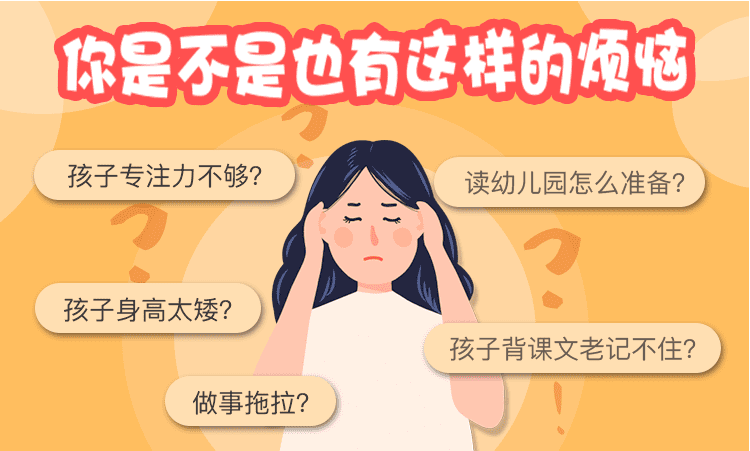 你是不是也有这样的烦恼
孩子专注力不够?
读幼儿园怎么准备?
孩子身高太矮?
孩子背课文老记不住?
做事拖拉?